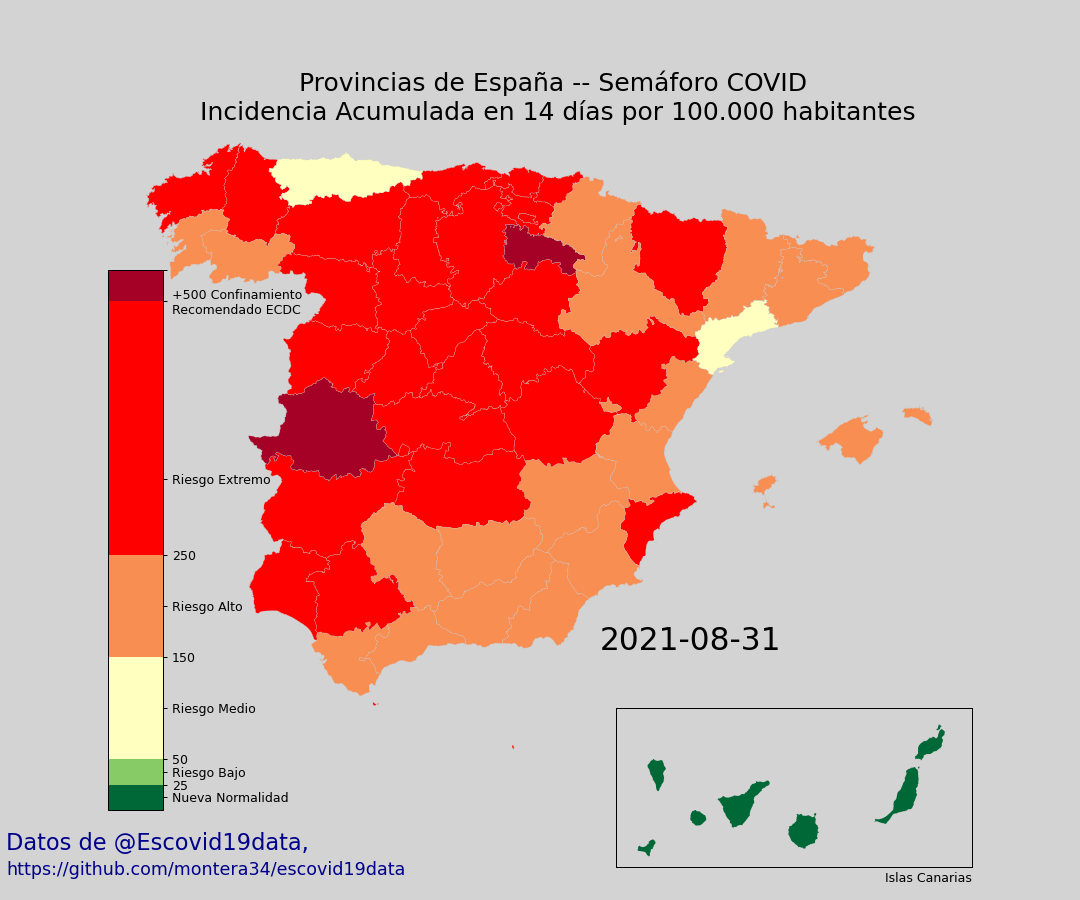 Provincias de España -- Semáforo COVID
Incidencia Acumulada en 14 días por 100.000 habitantes
+500 Confinamiento
Recomendado ECDC
Riesgo Extremo
250
Riesgo Alto
150
Riesgo Medio
50
Riesgo Bajo
25
Nueva Normalidad
2021-08-31
Datos de @Escovid19data,
https://github.com/montera34/escovid19data
Islas Canarias